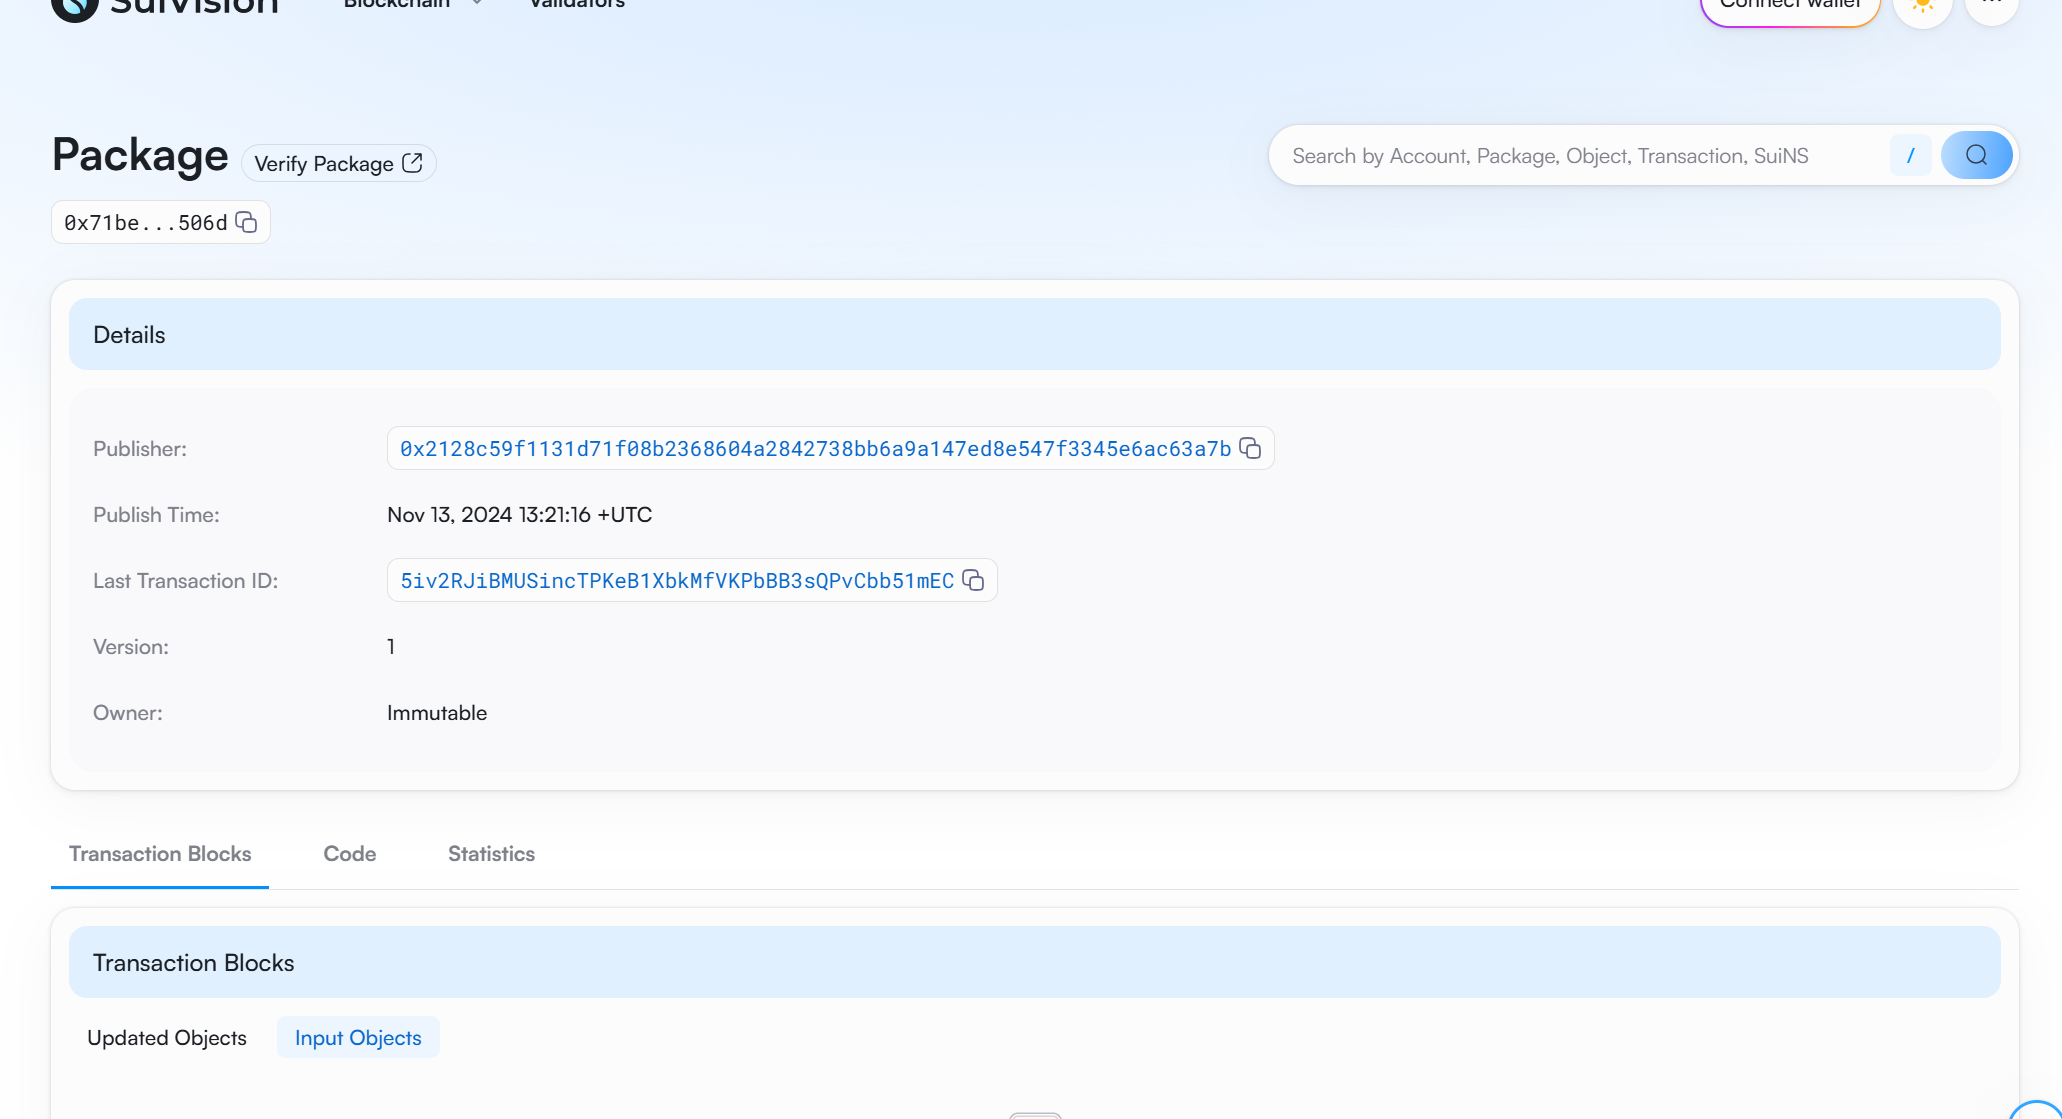 SuiVision Blockchain Validators Connect Wallet
Package Verify Package
Search by Account, Package, Object, Transaction, SuiNS /
0x71be...506d
Details
Publisher: 0x2128c59f1131d71f08b2368604a2842738bb6a9a147ed8e547f3345e6ac63a7b
Publish Time: Nov 13, 2024 13:21:16 +UTC
Last Transaction ID: 5iv2RJiBMUSincTPKeB1XbkMfVKPbBB3sQPvCbb51mEC
Version: 1
Owner: Immutable
Transaction Blocks Code Statistics
Transaction Blocks
Updated Objects Input Objects